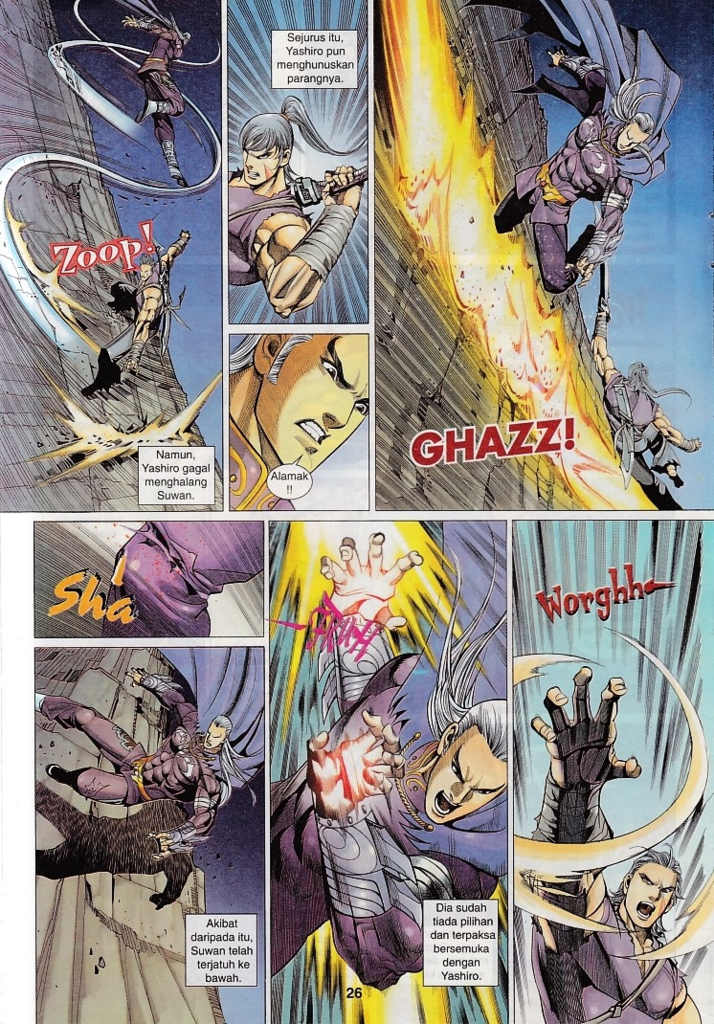 Sejurus itu,
Yashiro pun
menghunuskan
parangnya.
ZOOP!
Namun,
Yashiro gagal
menghalang
Suwan.
Alamak
!!
GHAZZ!
Sha
Akibat
daripada itu,
Suwan telah
terjatuh ke
bawah.
Dia sudah
tiada pilihan
dan terpaksa
bersemuka
dengan
Yashiro.
Worghh
26